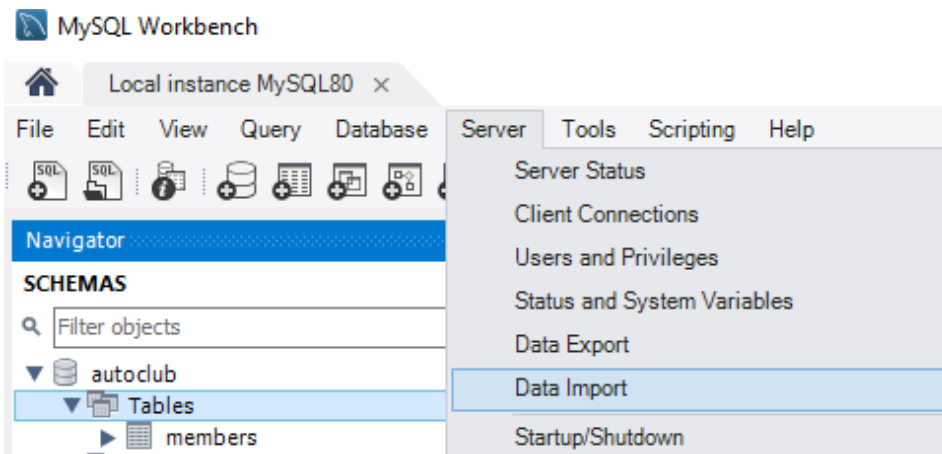 MySQL Workbench
Local instance MySQL80 ×
File Edit View Query Database Server Tools Scripting Help
SQL SQL
Server Status
Client Connections
Users and Privileges
Status and System Variables
Data Export
Data Import
Startup/Shutdown
Navigator
SCHEMAS
Filter objects
autoclub
Tables
members